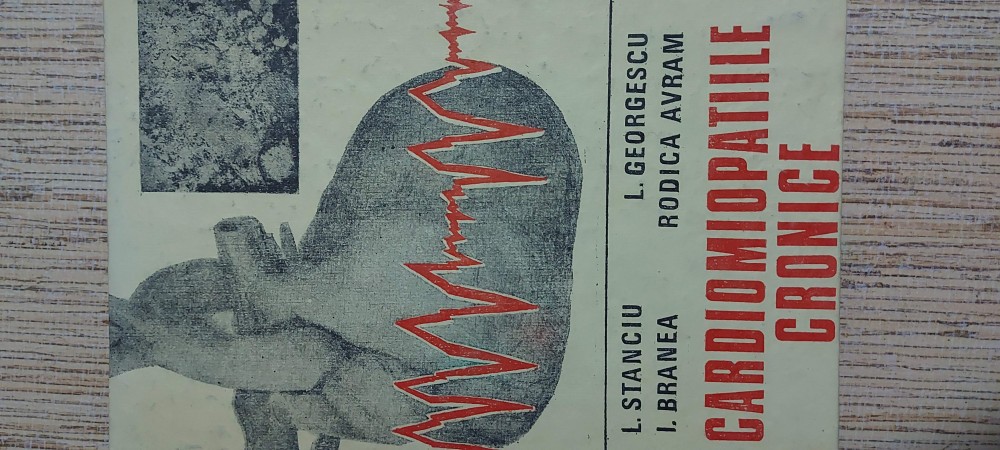 L. STANCIU L. GEORGESCU
I. BRANEA RODICA AVRAM
CARDIOMIOPATIILE
CRONICE